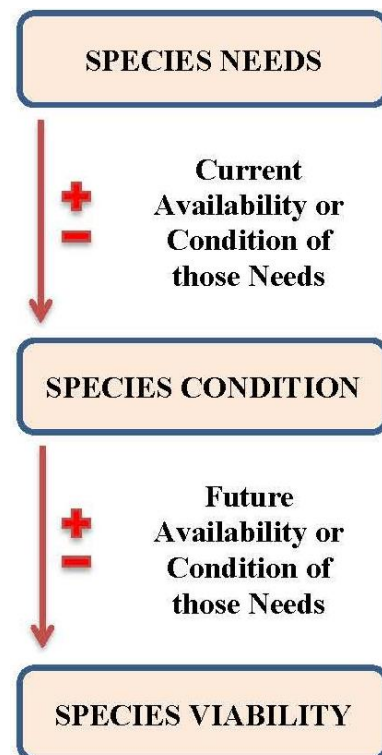 SPECIES NEEDS
Current
Availability or
Condition of
those Needs
SPECIES CONDITION
Future
Availability or
Condition of
those Needs
SPECIES VIABILITY